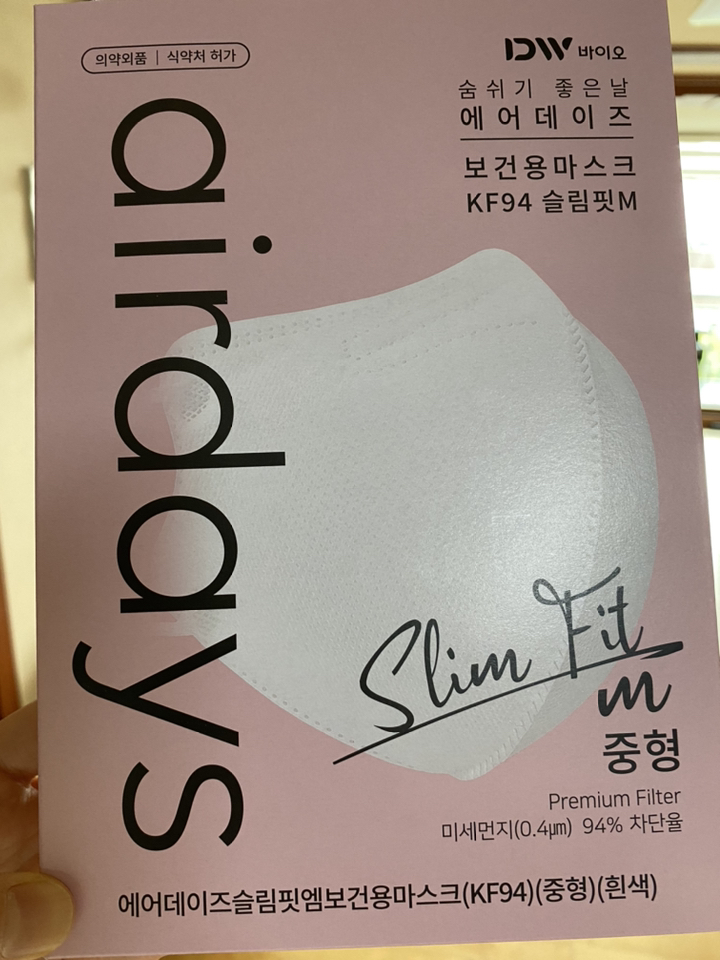 의약외품 | 식약처 허가
DW 바이오
숨쉬기 좋은날
에어데이즈
보건용마스크
KF94 슬림핏M
airdays
Slim Fit
m
중형
Premium Filter
미세먼지(0.4㎛) 94% 차단율
에어데이즈슬림핏엠보건용마스크(KF94)(중형)(흰색)